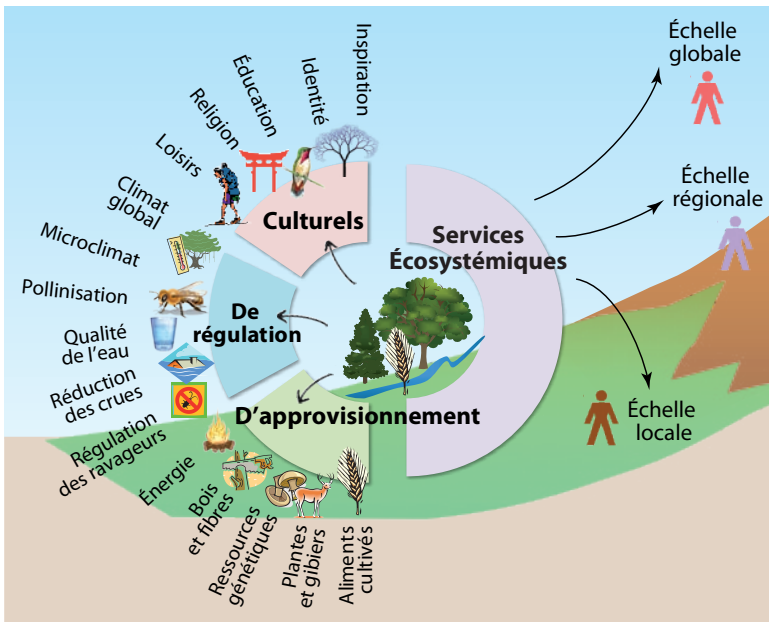 Inspiration
Identité
Éducation
Religion
Loisirs
Climat
global
Microclimat
Pollinisation
Qualité
de l'eau
Réduction
des crues
Régulation
des ravageurs
Énergie
Bois
et fibres
Ressources
génétiques
Plantes
et gibiers
Aliments
cultivés
Culturels
De
régulation
D'approvisionnement
Services
Écosystémiques
Échelle
globale
Échelle
régionale
Échelle
locale